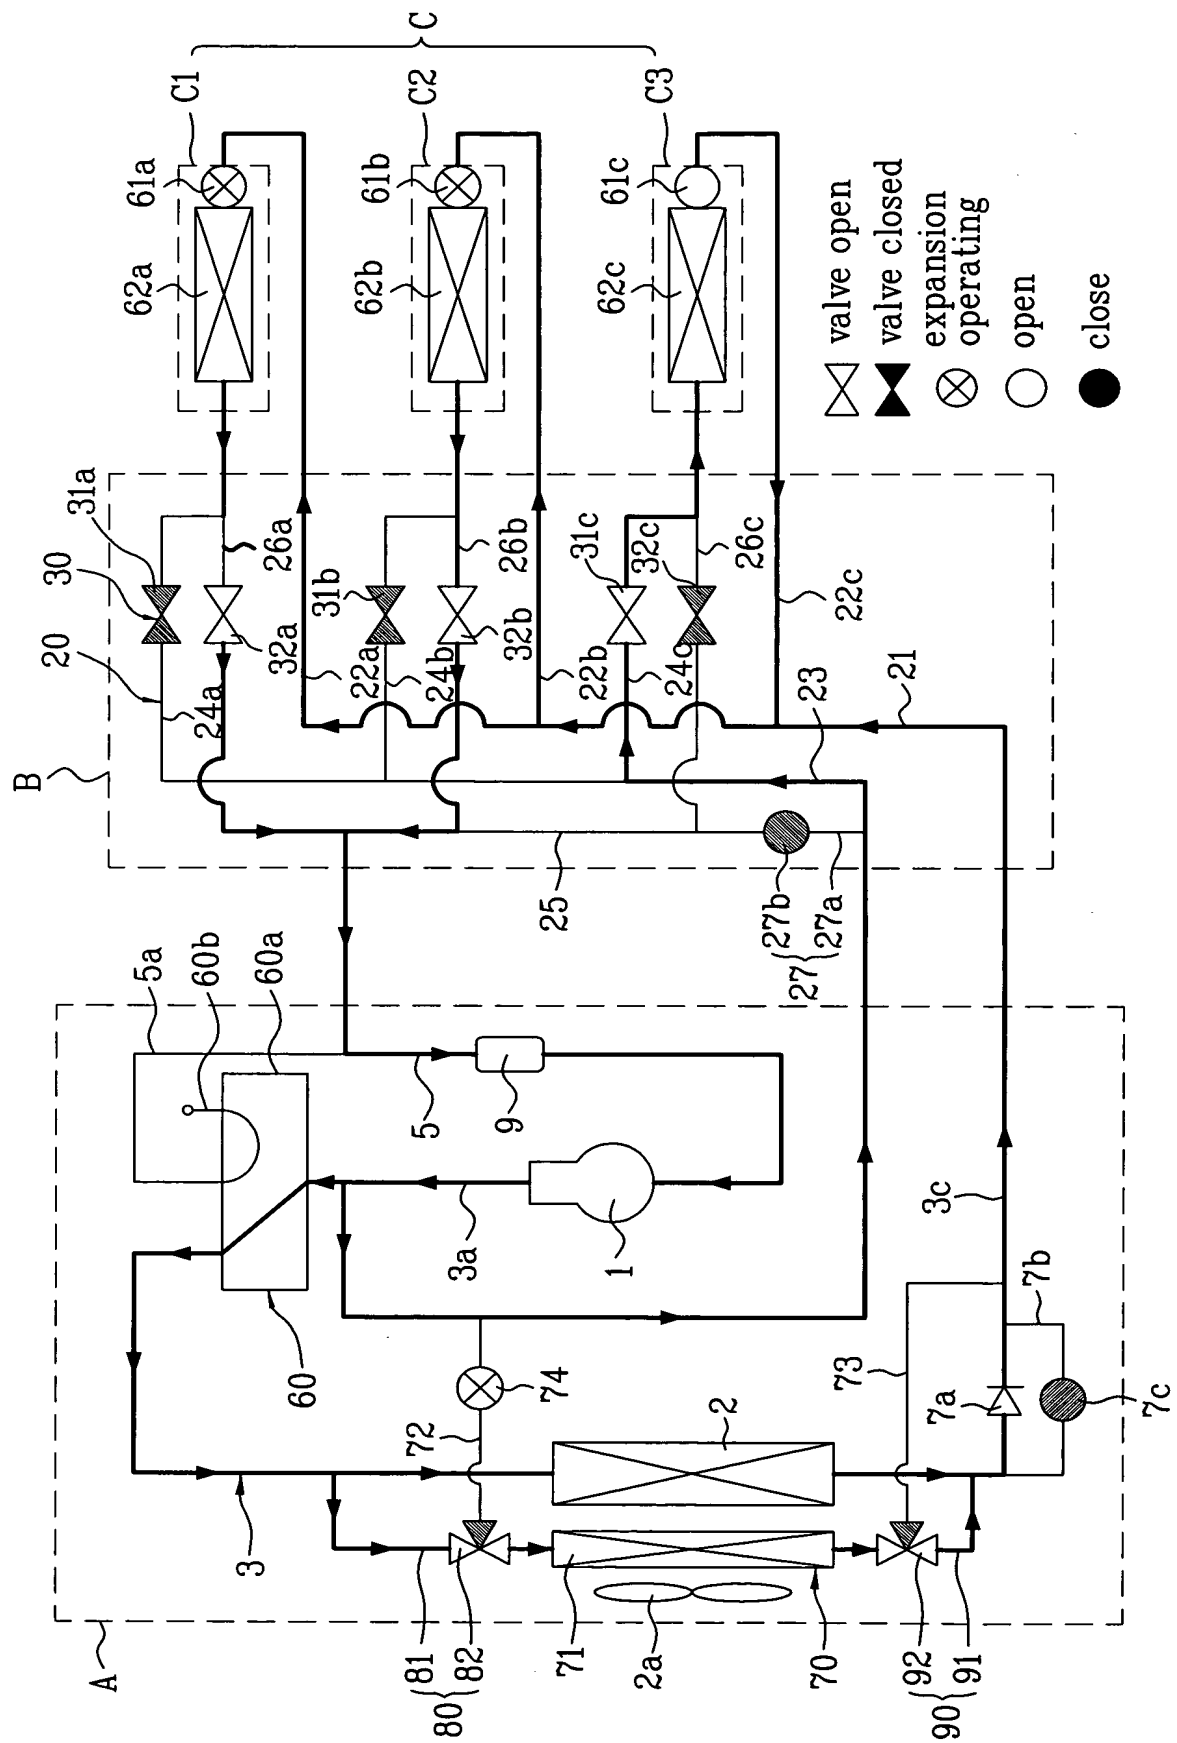 C
C1
C2
C3
61a
61b
61c
62a
62b
62c
valve open
valve closed
expansion
operating
open
close
31a
30
20
26a
32a
24a
22a
31b
26b
32b
24b
22b
31c
32c
26c
24c
22c
23
21
B
25
27b
27a
27
5a
60b
60a
5
9
3a
1
60
3c
7b
73
7a
7c
74
72
2
3
A
81
82
80
71
2a
70
92
91
90